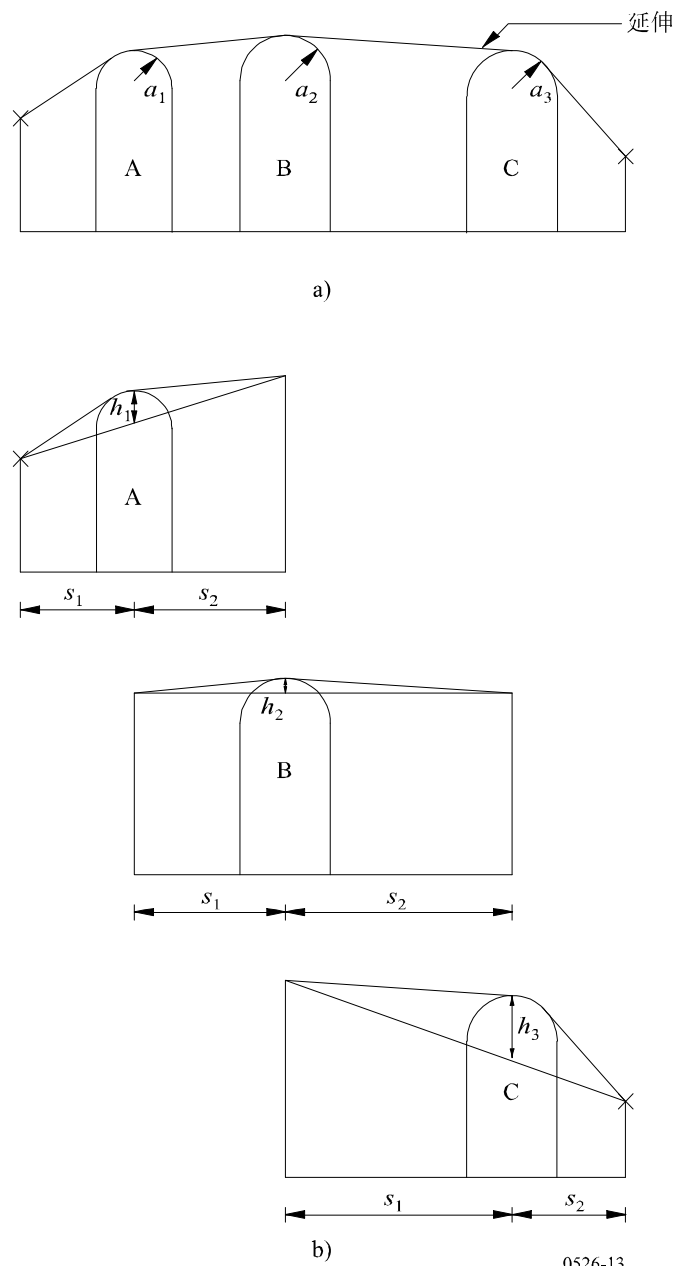 延伸
a₁ a₂ a₃
A B C
a)
h₁
A
s₁ s₂
h₂
B
s₁ s₂
h₃
C
s₁ s₂
b)
0526-13